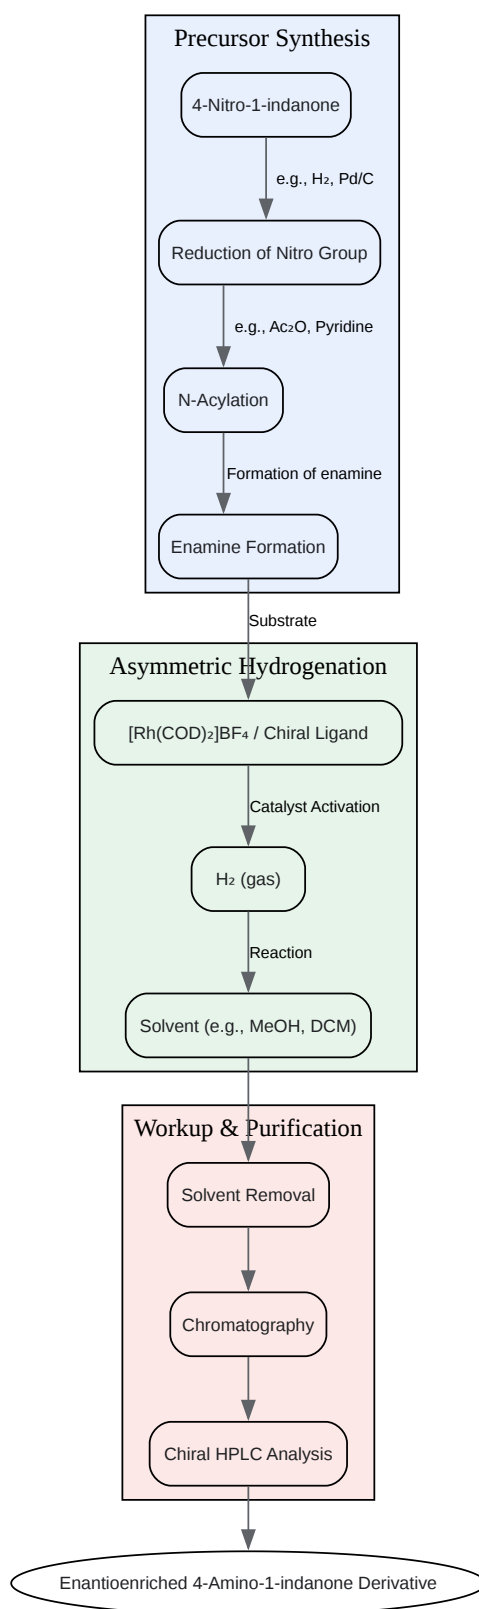 Precursor Synthesis
4-Nitro-1-indanone
e.g., H₂, Pd/C
Reduction of Nitro Group
e.g., Ac₂O, Pyridine
N-Acylation
Formation of enamine
Enamine Formation
Substrate
Asymmetric Hydrogenation
[Rh(COD)₂]BF₄ / Chiral Ligand
Catalyst Activation
H₂ (gas)
Reaction
Solvent (e.g., MeOH, DCM)
Workup & Purification
Solvent Removal
Chromatography
Chiral HPLC Analysis
Enantioenriched 4-Amino-1-indanone Derivative